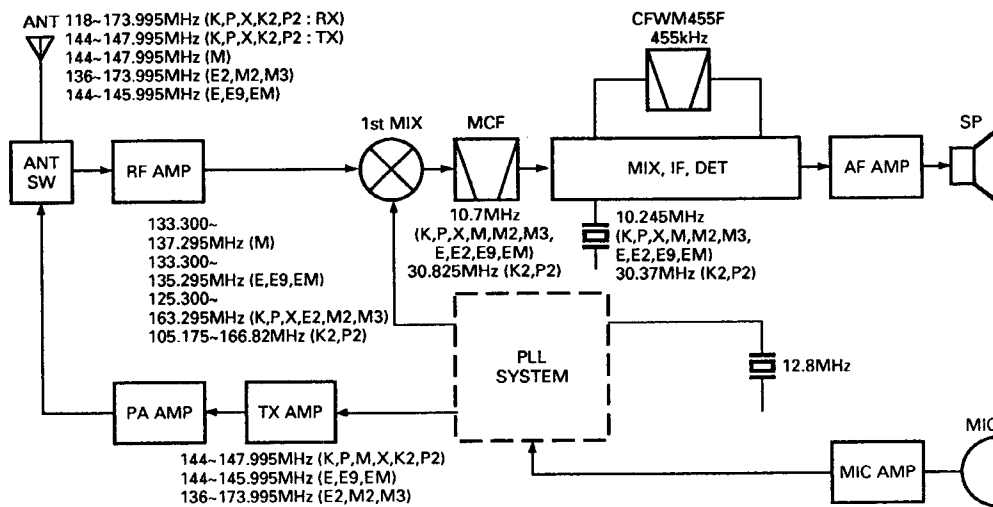 ANT 118~173.995MHz (K,P,X,K2,P2 : RX)
144~147.995MHz (K,P,X,K2,P2 : TX)
144~147.995MHz (M)
136~173.995MHz (E2,M2,M3)
144~145.995MHz (E,E9,EM)
CFWM455F
455kHz
1st MIX
MCF
SP
ANT
SW
RF AMP
MIX, IF, DET
AF AMP
10.7MHz
(K,P,X,M,M2,M3,
E,E2,E9,EM)
30.825MHz (K2,P2)
10.245MHz
(K,P,X,M,M2,M3,
E,E2,E9,EM)
30.37MHz (K2,P2)
133.300~
137.295MHz (M)
133.300~
135.295MHz (E,E9,EM)
125.300~
163.295MHz (K,P,X,E2,M2,M3)
105.175~166.82MHz (K2,P2)
PLL
SYSTEM
12.8MHz
PA AMP
TX AMP
MIC
MIC AMP
144~147.995MHz (K,P,M,X,K2,P2)
144~145.995MHz (E,E9,EM)
136~173.995MHz (E2,M2,M3)